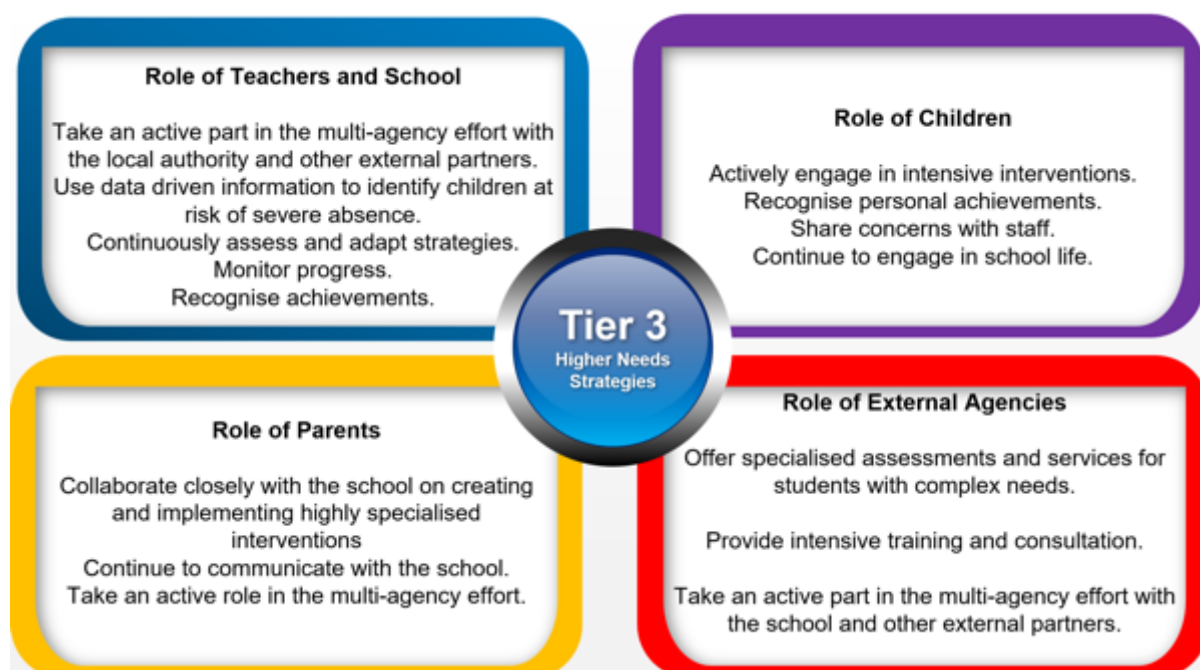 Role of Teachers and School
Take an active part in the multi-agency effort with
the local authority and other external partners.
Use data driven information to identify children at
risk of severe absence.
Continuously assess and adapt strategies.
Monitor progress.
Recognise achievements.
Role of Children
Actively engage in intensive interventions.
Recognise personal achievements.
Share concerns with staff.
Continue to engage in school life.
Tier 3
Higher Needs
Strategies
Role of Parents
Collaborate closely with the school on creating
and implementing highly specialised
interventions
Continue to communicate with the school.
Take an active role in the multi-agency effort.
Role of External Agencies
Offer specialised assessments and services for
students with complex needs.
Provide intensive training and consultation.
Take an active part in the multi-agency effort with
the school and other external partners.